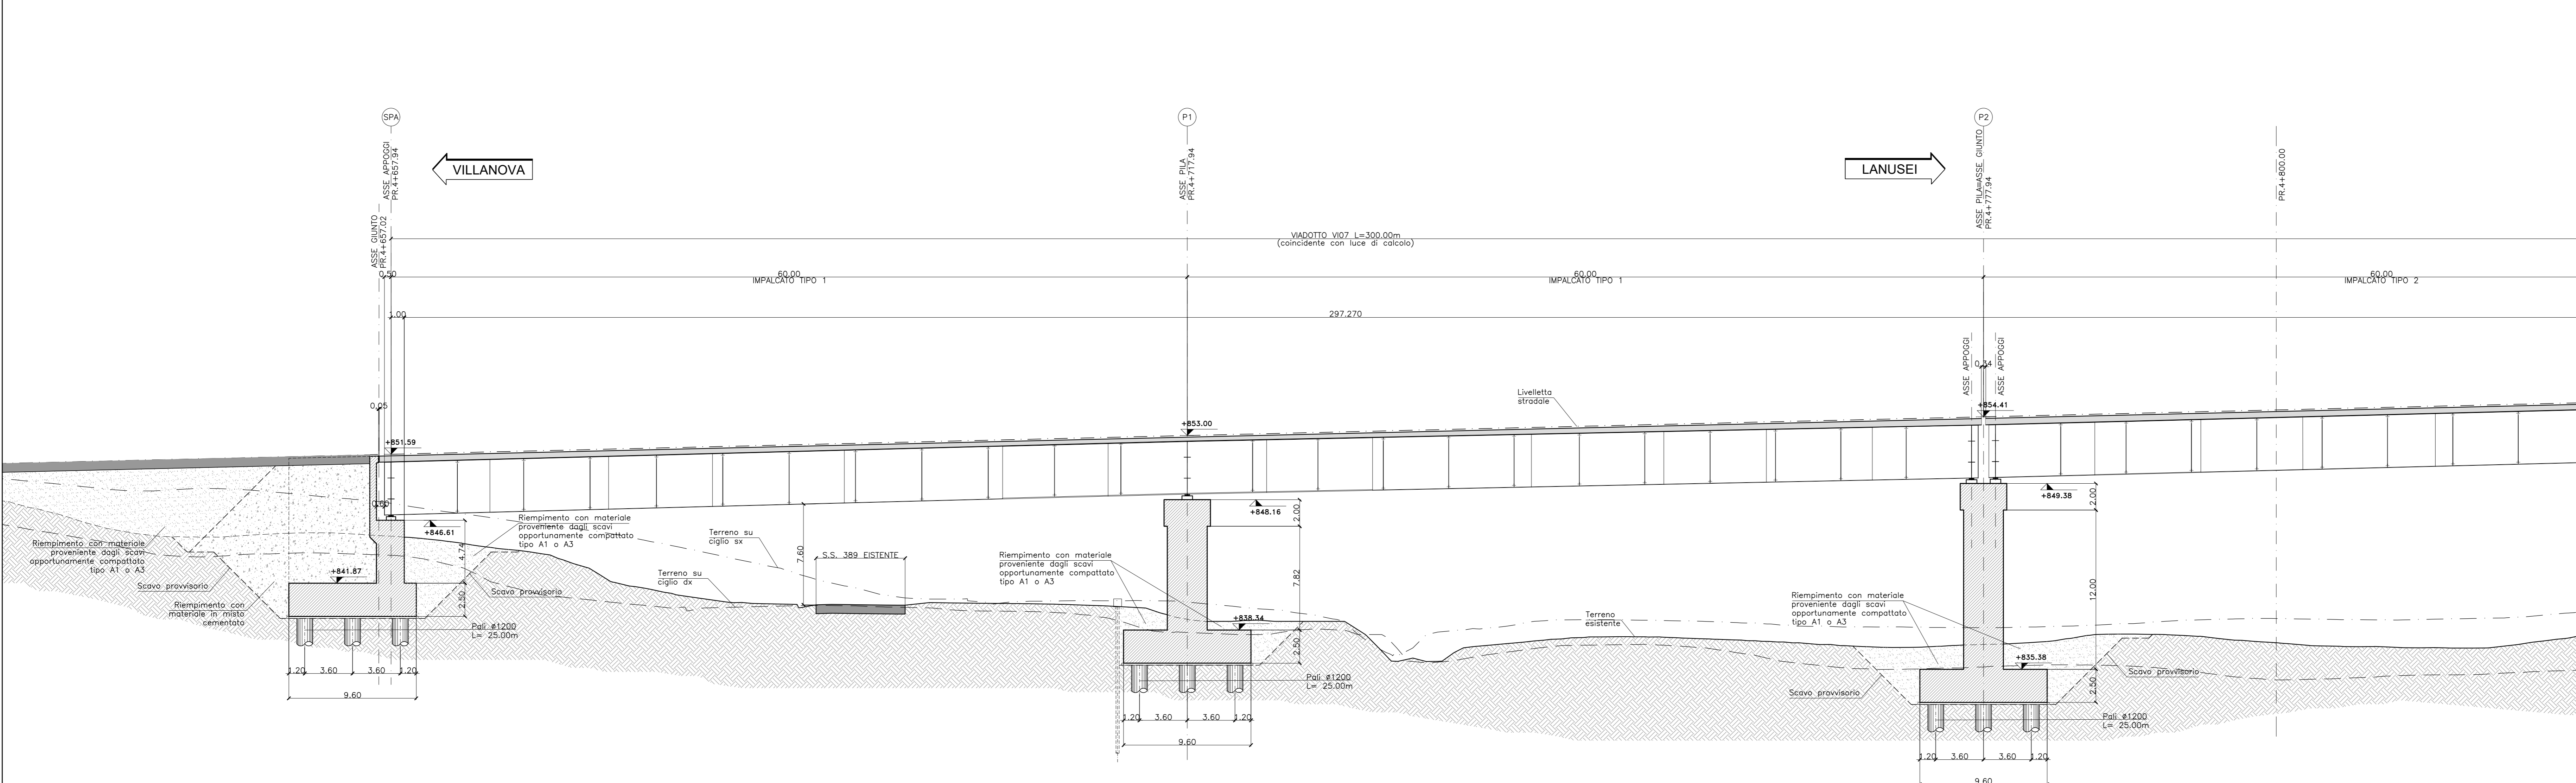 SPA
P1
P2
ASSE APPOGGI
PR.4+657.94
VILLANOVA
ASSE PILA
PR.4+717.94
LANUSEI
ASSE PILA=ASSE GIUNTO
PR.4+777.94
PR.4+800.00
ASSE GIUNTO
PR.4+657.02
VIADOTTO VI07 L=300.00m
(coincidente con luce di calcolo)
0.50
60.00
IMPALCATO TIPO 1
60.00
IMPALCATO TIPO 1
60.00
IMPALCATO TIPO 2
1.00
297.270
ASSE APPOGGI
0.34
ASSE APPOGGI
0.05
Livelletta
stradale
+851.59
+853.00
+854.41
0.60
+846.61
+848.16
2.00
+849.38
2.00
Riempimento con materiale
proveniente dagli scavi
opportunamente compattato
tipo A1 o A3
4.74
Riempimento con materiale
proveniente dagli scavi
opportunamente compattato
tipo A1 o A3
Terreno su
ciglio sx
7.60
S.S. 389 EISTENTE
Riempimento con materiale
proveniente dagli scavi
opportunamente compattato
tipo A1 o A3
7.82
12.00
+841.87
Scavo provvisorio
Terreno su
ciglio dx
Scavo provvisorio
2.50
Riempimento con
materiale in misto
cementato
Pali ø1200
L= 25.00m
1.20
3.60
3.60
1.20
9.60
+838.34
2.50
Pali ø1200
L= 25.00m
1.20
3.60
3.60
1.20
9.60
Terreno
esistente
Riempimento con materiale
proveniente dagli scavi
opportunamente compattato
tipo A1 o A3
+835.38
Scavo provvisorio
Scavo provvisorio
2.50
Pali ø1200
L= 25.00m
1.20
3.60
3.60
1.20
9.60